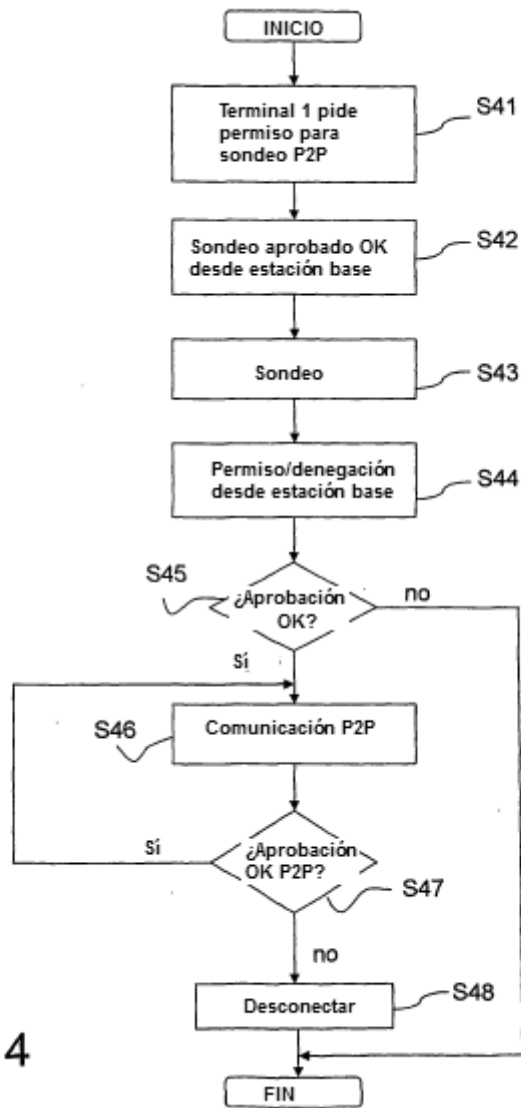 INICIO
Terminal 1 pide
permiso para
sondeo P2P
S41
Sondeo aprobado OK
desde estación base
S42
Sondeo
S43
Permiso/denegación
desde estación base
S44
S45
¿Aprobación
OK?
no
Sí
S46
Comunicación P2P
Sí
¿Aprobación
OK P2P?
S47
no
Desconectar
S48
4
FIN